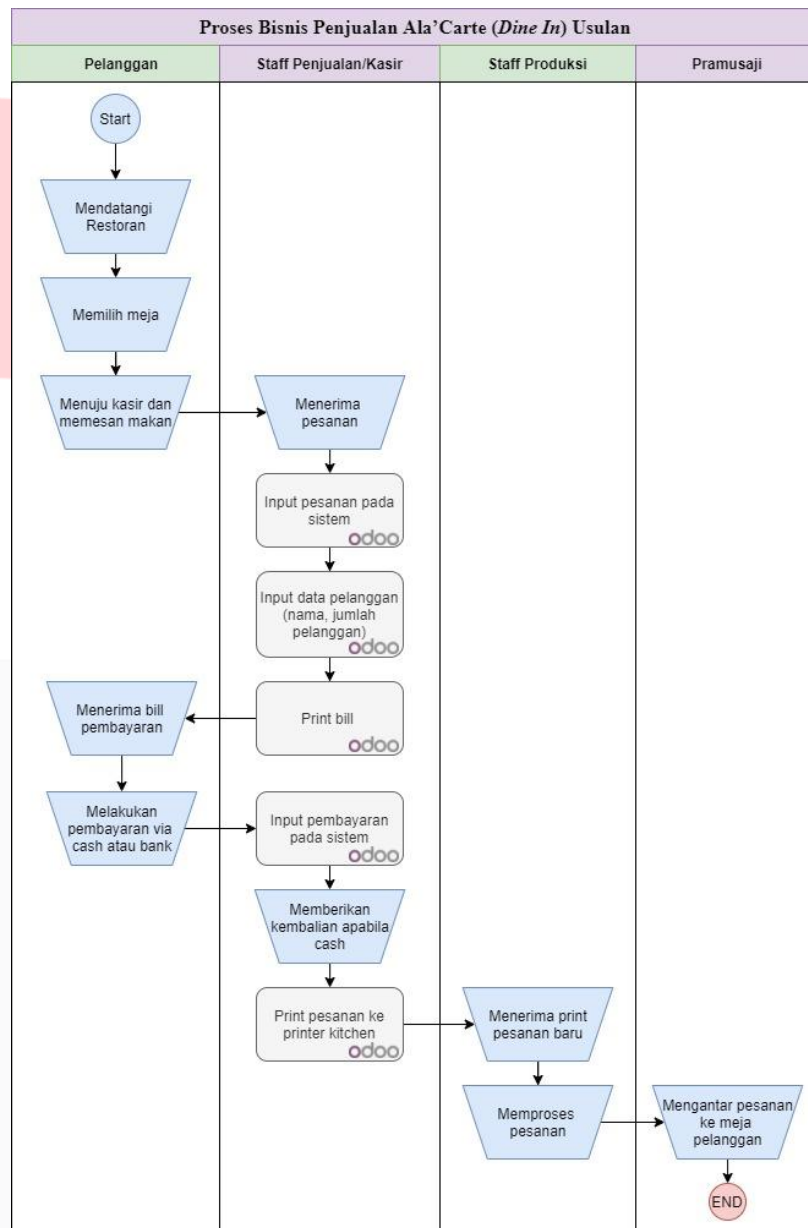 Proses Bisnis Penjualan Ala'Carte (Dine In) Usulan
Pelanggan
Staff Penjualan/Kasir
Staff Produksi
Pramusaji
Start
Mendatangi
Restoran
Memilih meja
Menuju kasir dan
memesan makan
Menerima
pesanan
Input pesanan pada
sistem
odoo
Input data pelanggan
(nama, jumlah
pelanggan)
odoo
Print bill
odoo
Menerima bill
pembayaran
Melakukan
pembayaran via
cash atau bank
Input pembayaran
pada sistem
odoo
Memberikan
kembalian apabila
cash
Print pesanan ke
printer kitchen
odoo
Menerima print
pesanan baru
Memproses
pesanan
Mengantar pesanan
ke meja
pelanggan
END